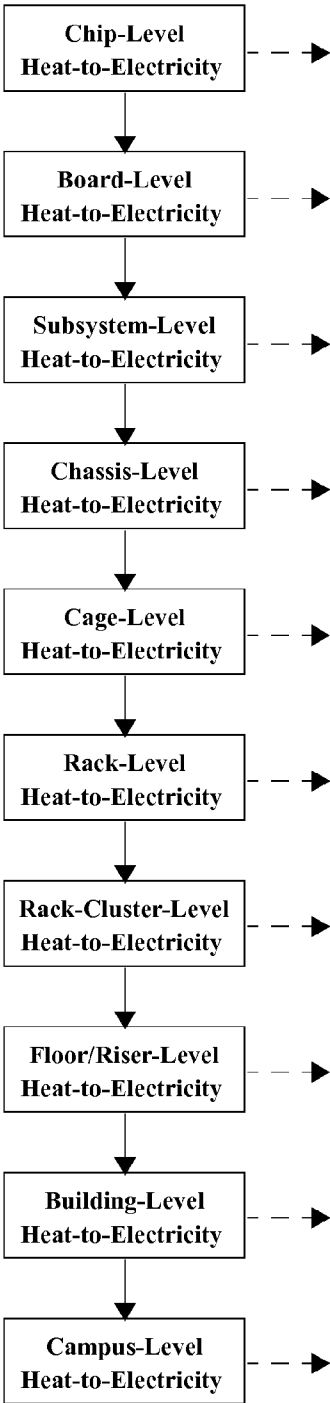 Chip-Level
Heat-to-Electricity
Board-Level
Heat-to-Electricity
Subsystem-Level
Heat-to-Electricity
Chassis-Level
Heat-to-Electricity
Cage-Level
Heat-to-Electricity
Rack-Level
Heat-to-Electricity
Rack-Cluster-Level
Heat-to-Electricity
Floor/Riser-Level
Heat-to-Electricity
Building-Level
Heat-to-Electricity
Campus-Level
Heat-to-Electricity